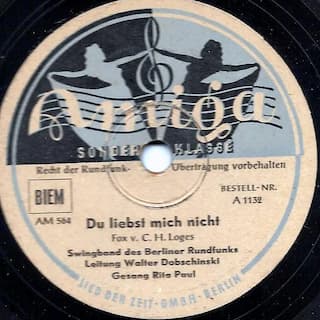 Amiga
SONDER KLASSE
Recht der Rundfunk- Übertragung vorbehalten
BIEM
BESTELL-NR.
A 1132
AM 584
Du liebst mich nicht
Fox v. C. H. Loges
Swingband des Berliner Rundfunks
Leitung Walter Dobschinski
Gesang Rita Paul
LIED DER ZEIT-G·M·B·H·BERLIN